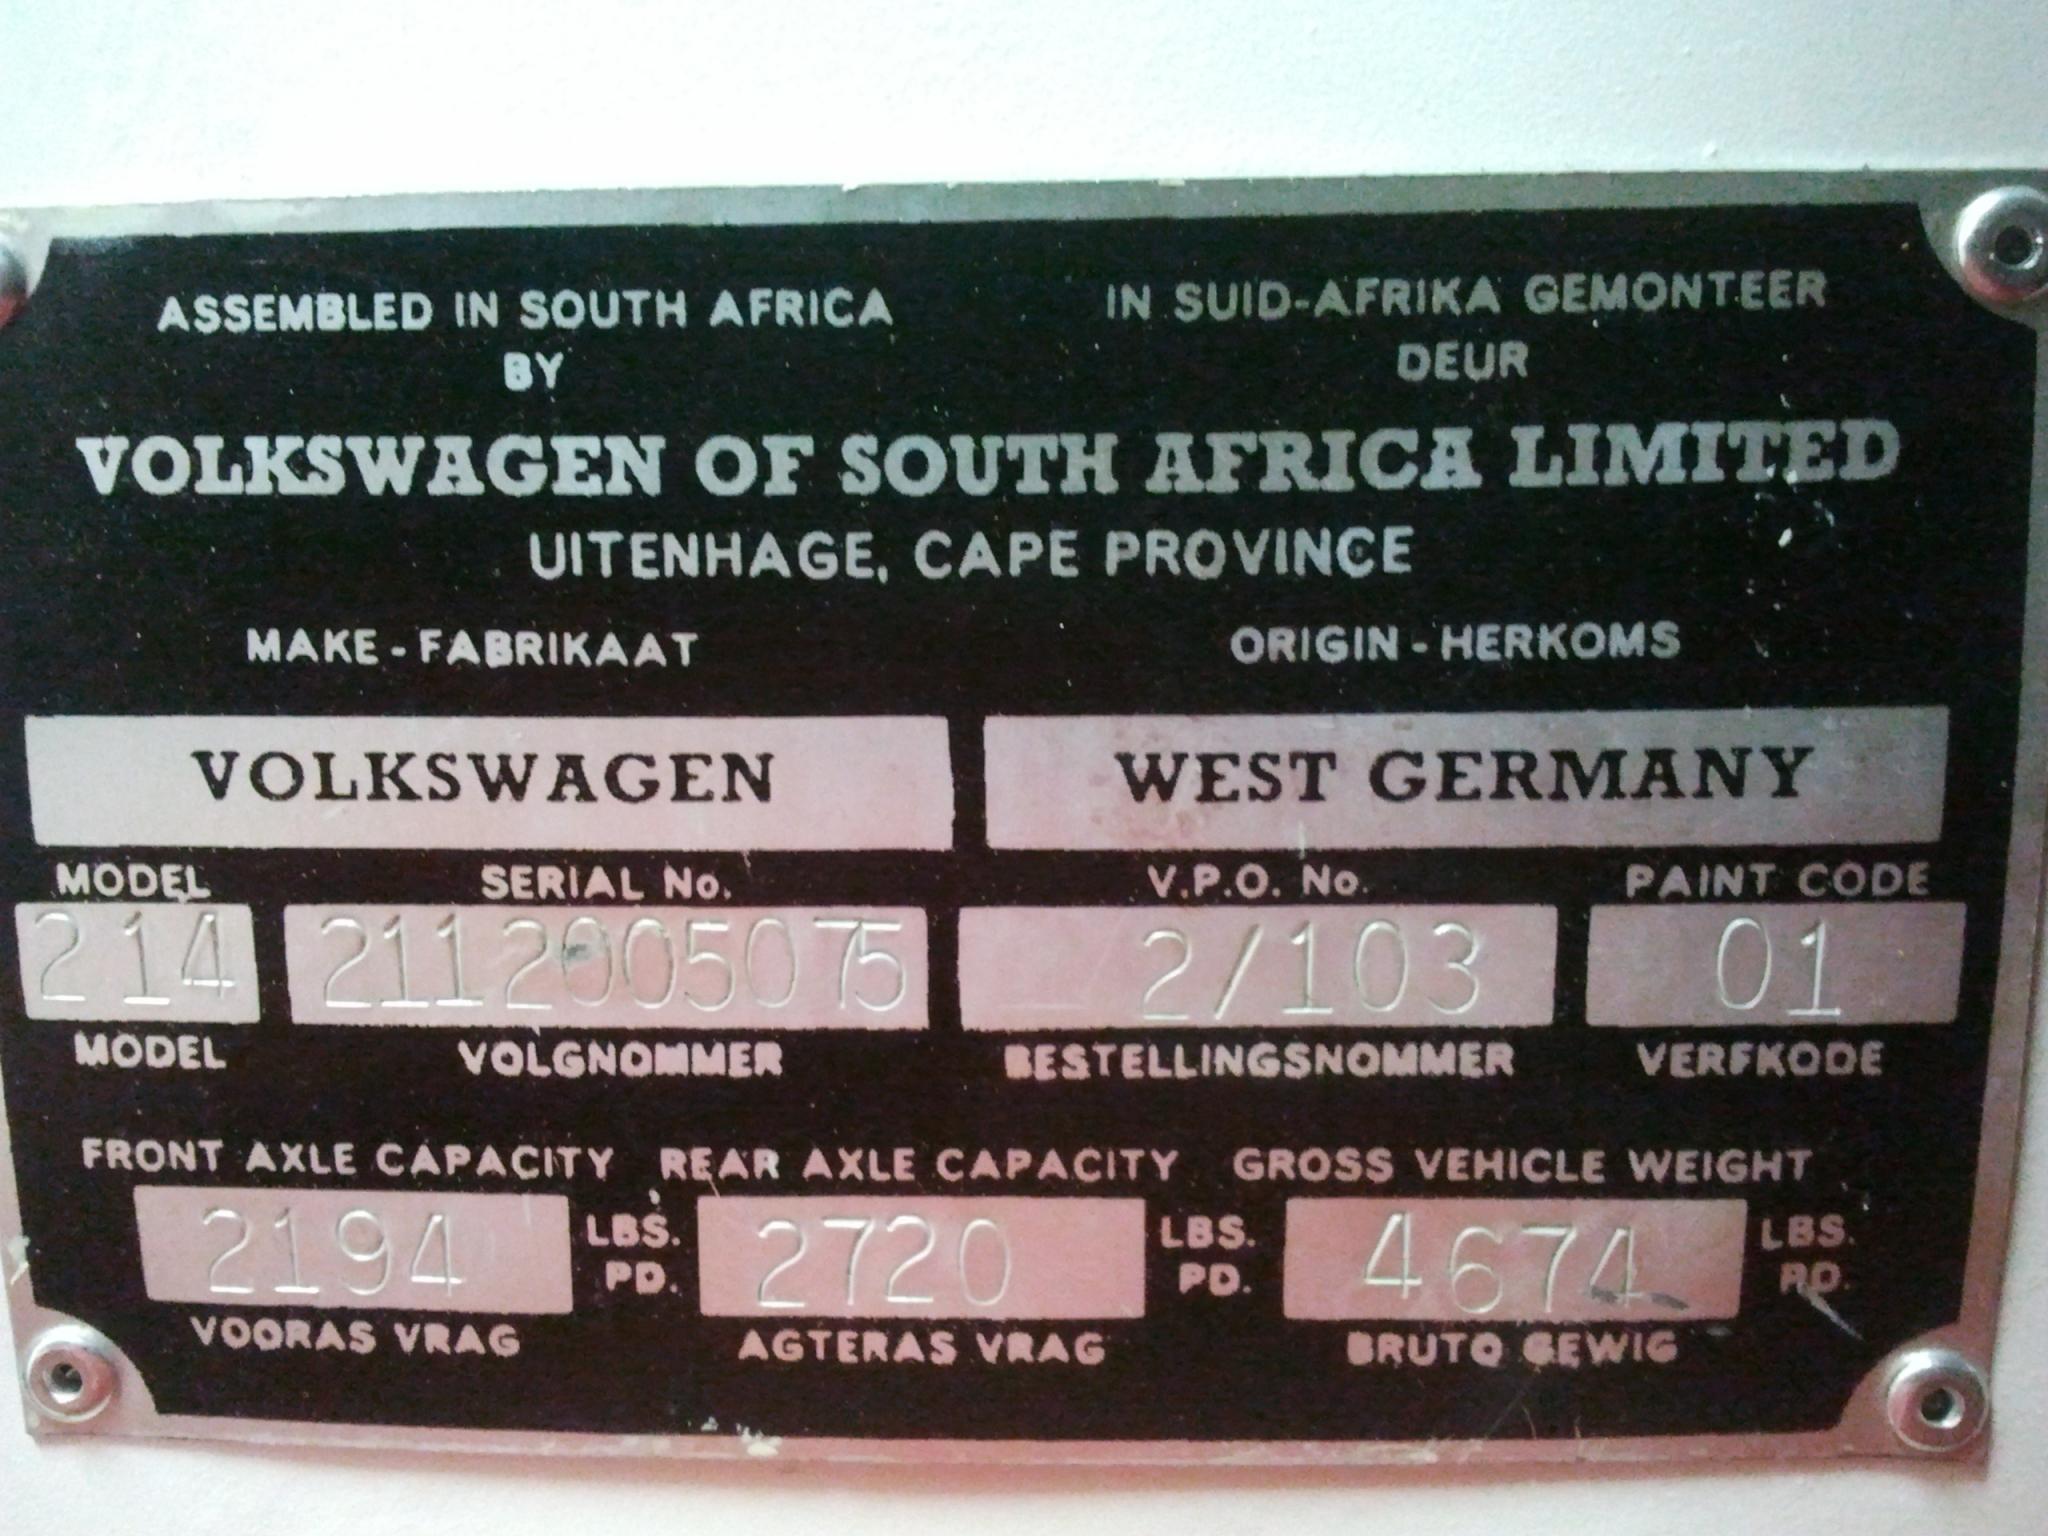 ASSEMBLED IN SOUTH AFRICA IN SUID-AFRIKA GEMONTEER
BY DEUR
VOLKSWAGEN OF SOUTH AFRICA LIMITED
UITENHAGE, CAPE PROVINCE
MAKE - FABRIKAAT ORIGIN - HERKOMS
VOLKSWAGEN WEST GERMANY
MODEL SERIAL No. V.P.O. No. PAINT CODE
214 2112005075 2/103 01
MODEL VOLGNOMMER BESTELLINGSNOMMER VERFKODE
FRONT AXLE CAPACITY REAR AXLE CAPACITY GROSS VEHICLE WEIGHT
2194 LBS. PD. 2720 LBS. PD. 4674 LBS. PD.
VOORAS VRAG AGTERAS VRAG BRUTO GEWIG